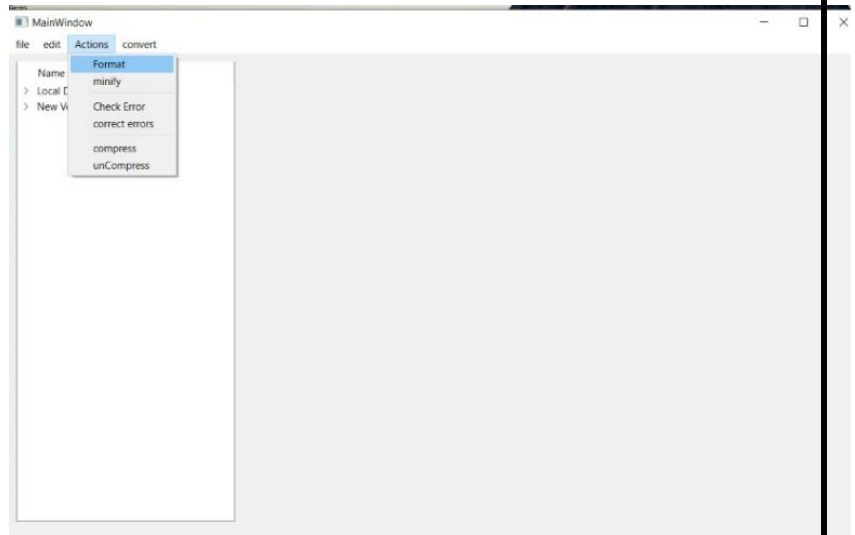 MainWindow
file edit Actions convert
Format
Name
minify
Local
New
Check Error
correct errors
compress
unCompress